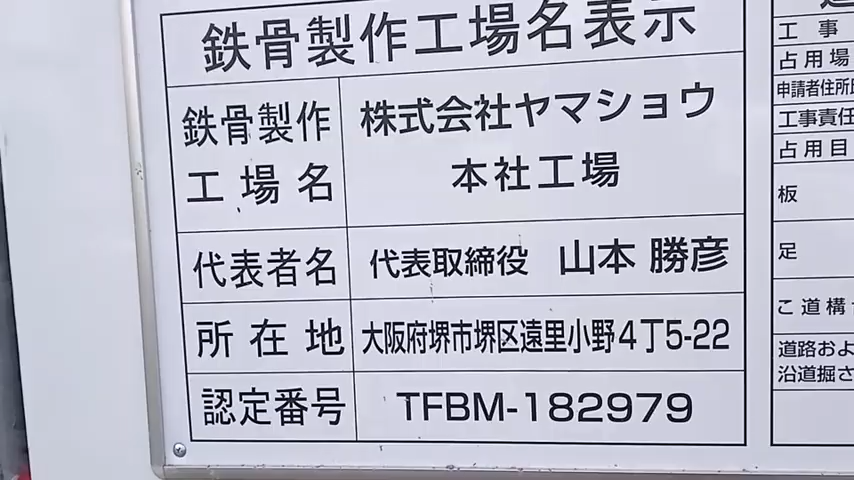 鉄骨製作工場名表示
鉄骨製作
工場名
株式会社ヤマショウ
本社工場
代表者名
代表取締役 山本 勝彦
所在地
大阪府堺市堺区遠里小野4丁5-22
認定番号
TFBM-182979
工事
占用場
申請者住所
工事責任
占用目
板
足
こ道構
道路およ
沿道掘さ